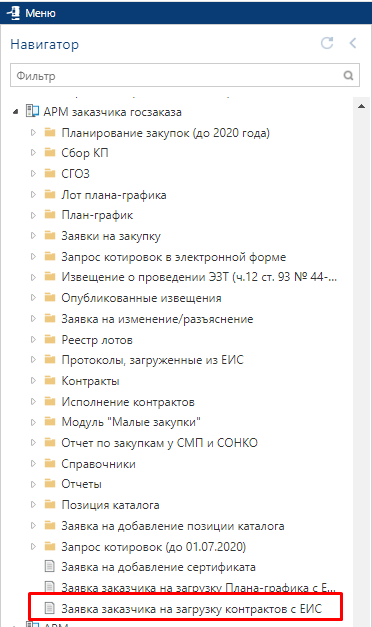 Меню
Навигатор
Фильтр
АРМ заказчика госзаказа
Планирование закупок (до 2020 года)
Сбор КП
СГОЗ
Лот плана-графика
План-график
Заявки на закупку
Запрос котировок в электронной форме
Извещение о проведении ЭЗТ (ч.12 ст. 93 № 44-...
Опубликованные извещения
Заявка на изменение/разъяснение
Реестр лотов
Протоколы, загруженные из ЕИС
Контракты
Исполнение контрактов
Модуль "Малые закупки"
Отчет по закупкам у СМП и СОНКО
Справочники
Отчеты
Позиция каталога
Заявка на добавление позиции каталога
Запрос котировок (до 01.07.2020)
Заявка на добавление сертификата
Заявка заказчика на загрузку Плана-графика с Е...
Заявка заказчика на загрузку контрактов с ЕИС